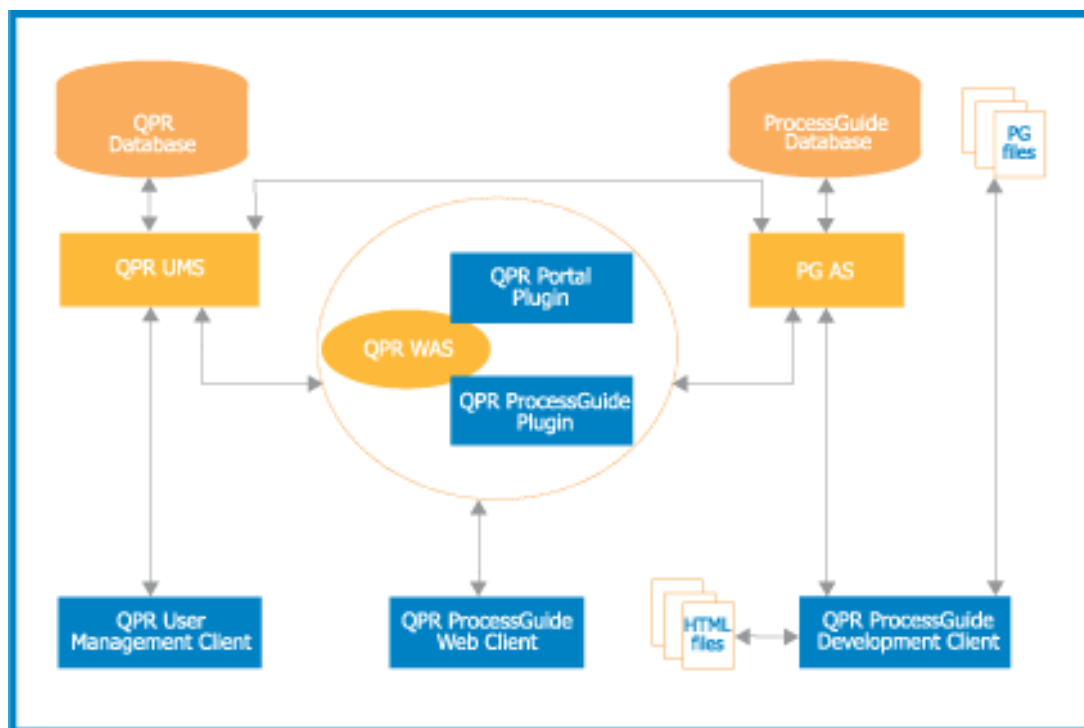 QPR
Database
ProcessGuide
Database
PG
files
QPR UMS
PG AS
QPR Portal
Plugin
QPR WAS
QPR ProcessGuide
Plugin
QPR User
Management Client
QPR ProcessGuide
Web Client
HTML
files
QPR ProcessGuide
Development Client